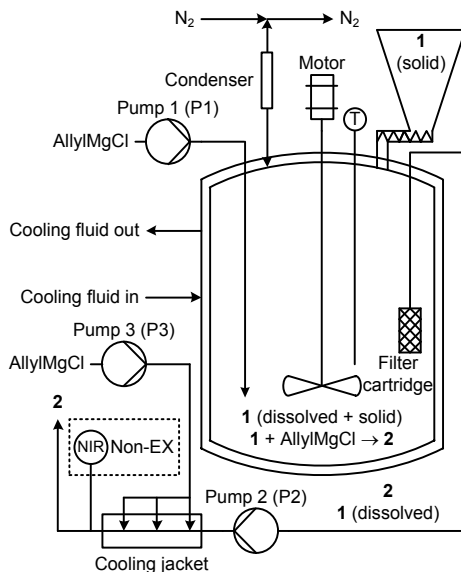 N2 N2
1
(solid)
Motor
Condenser
Pump 1 (P1)
T
AllylMgCl
Cooling fluid out
Cooling fluid in
Pump 3 (P3)
AllylMgCl
Filter
cartridge
1 (dissolved + solid)
1 + AllylMgCl → 2
2
NIR Non-EX
Pump 2 (P2)
2
1 (dissolved)
Cooling jacket